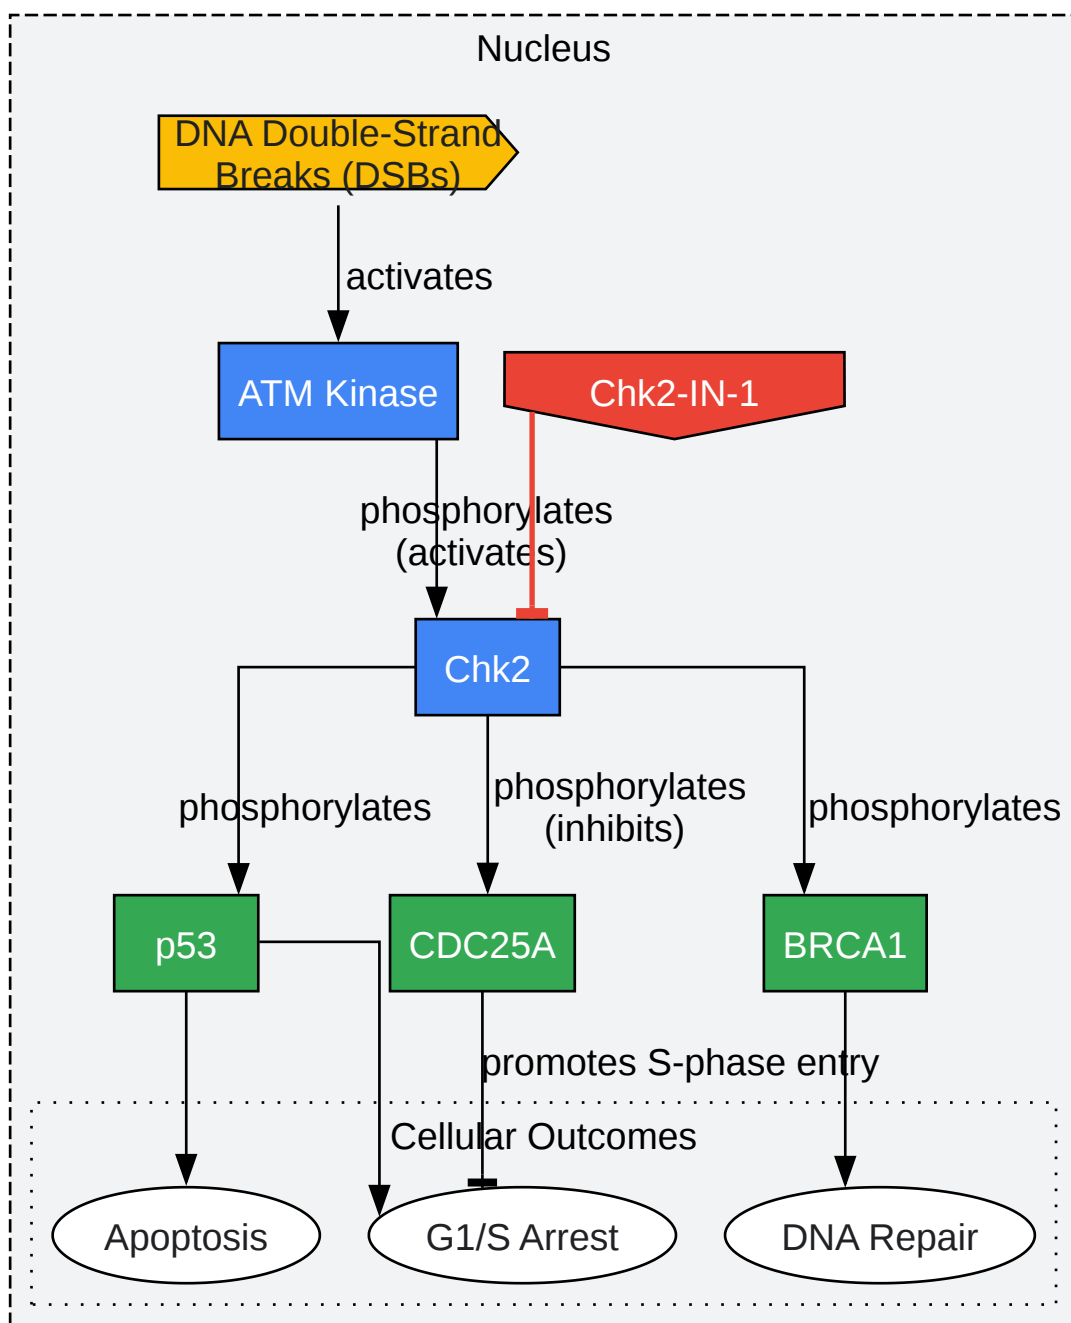 Nucleus
DNA Double-Strand
Breaks (DSBs)
activates
ATM Kinase
Chk2-IN-1
phosphorylates
(activates)
Chk2
phosphorylates
phosphorylates
(inhibits)
phosphorylates
p53
CDC25A
BRCA1
promotes S-phase entry
Cellular Outcomes
Apoptosis
G1/S Arrest
DNA Repair